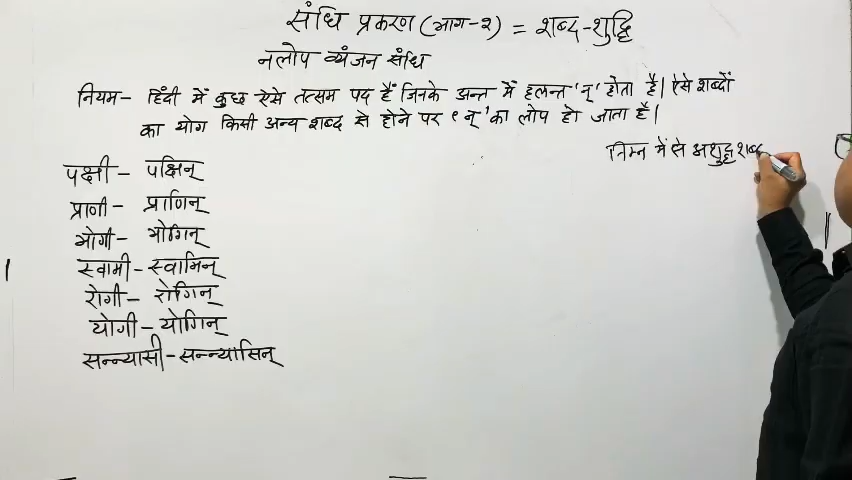 संधि प्रकरण (भाग-२) = शब्द-शुद्धि
नलोप व्यंजन संधि
नियम- हिंदी में कुछ ऐसे तत्सम पद हैं जिनके अन्त में हलन्त 'न्' होता है। ऐसे शब्दों
का योग किसी अन्य शब्द से होने पर 'न्' का लोप हो जाता है।
निम्न में से अशुद्ध शब्द
पक्षी - पक्षिन्
प्राणी - प्राणिन्
भोगी - भोगिन्
स्वामी - स्वामिन्
रोगी - रोगिन्
योगी - योगिन्
सन्न्यासी - सन्न्यासिन्